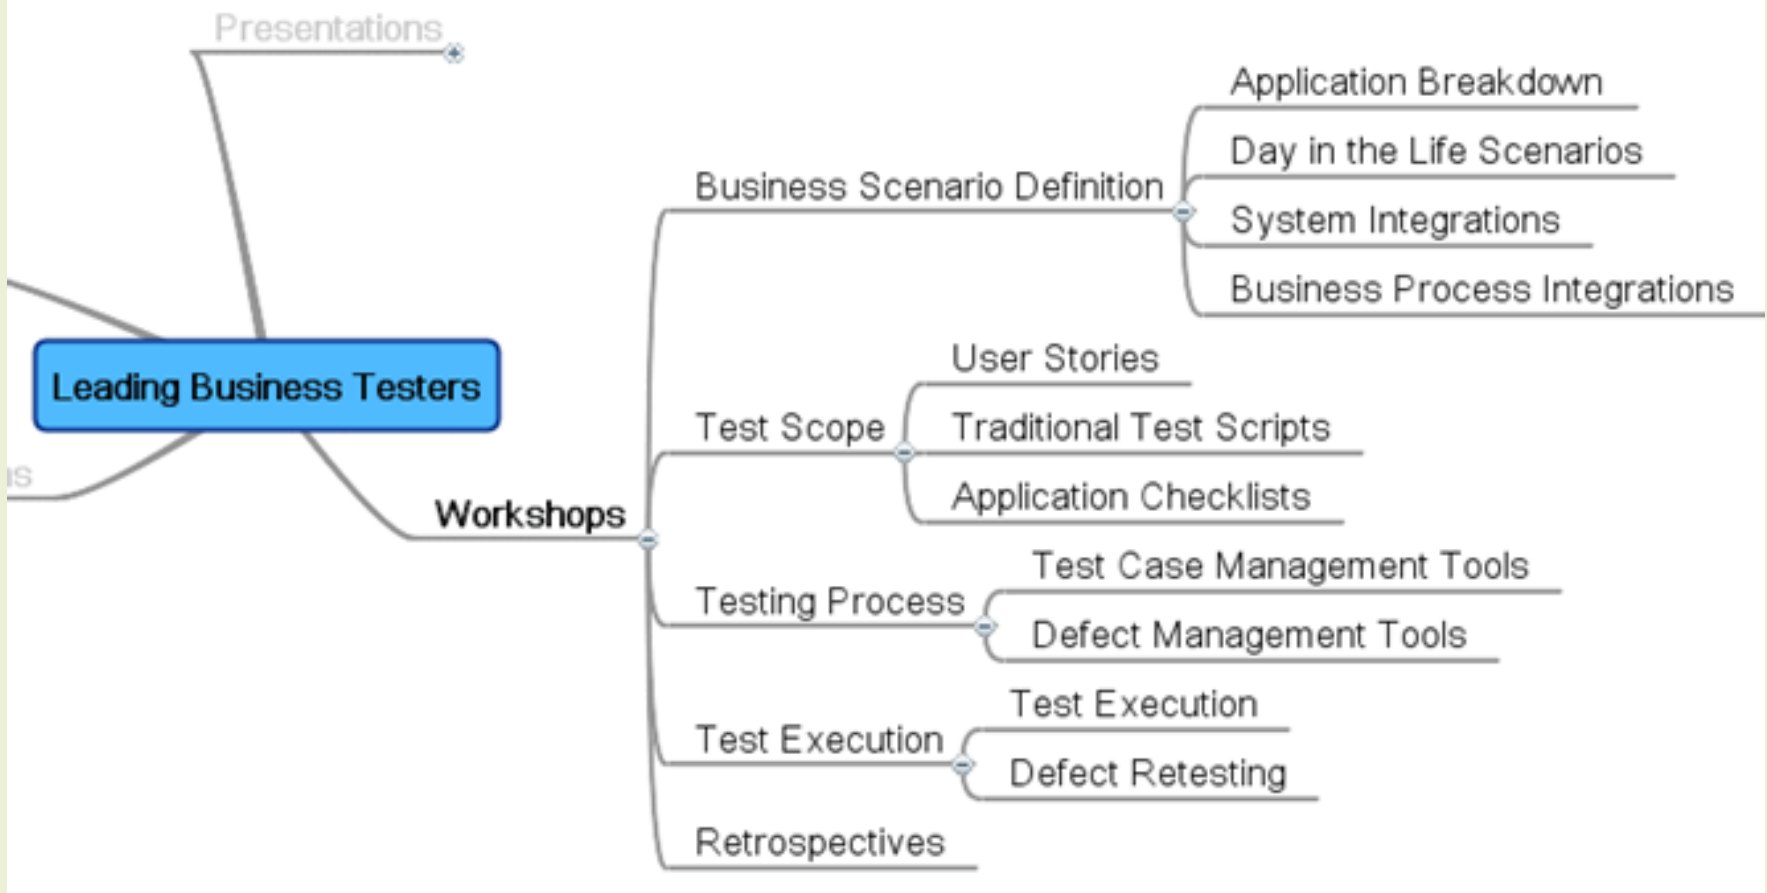 Presentations
Leading Business Testers
Workshops
Business Scenario Definition
Application Breakdown
Day in the Life Scenarios
System Integrations
Business Process Integrations
Test Scope
User Stories
Traditional Test Scripts
Application Checklists
Testing Process
Test Case Management Tools
Defect Management Tools
Test Execution
Test Execution
Defect Retesting
Retrospectives